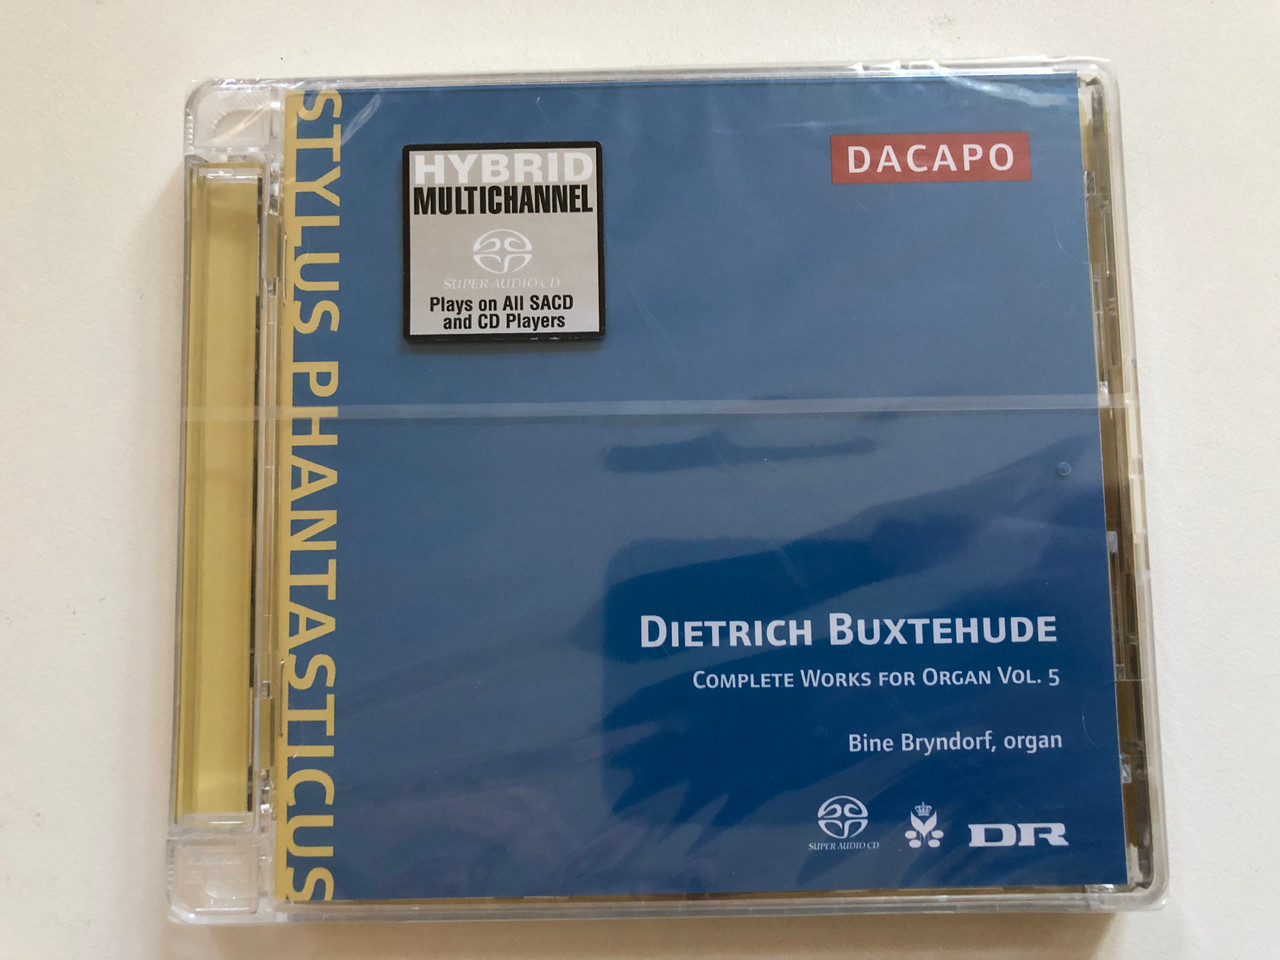 STYLUS PHANTASTICUS
HYBRID
MULTICHANNEL
SUPER AUDIO CD
Plays on All SACD
and CD Players
DACAPO
DIETRICH BUXTEHUDE
COMPLETE WORKS FOR ORGAN VOL. 5
Bine Bryndorf, organ
SUPER AUDIO CD
DR